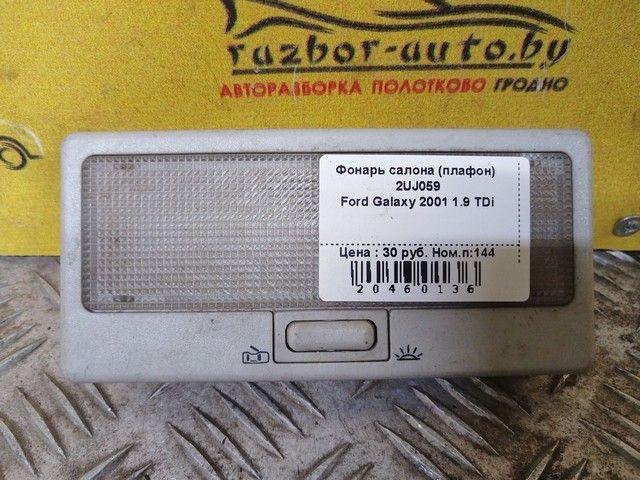 razbor-auto.by
АВТОРАЗБОРКА ПОЛОТКОВО ГРОДНО
Фонарь салона (плафон)
2UJ059
Ford Galaxy 2001 1.9 TDi
Цена : 30 руб. Ном.п:144
20460136